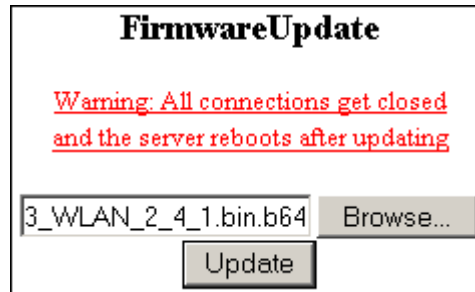 FirmwareUpdate
Warning: All connections get closed
and the server reboots after updating
3_WLAN_2_4_1.bin.b64 Browse...
Update